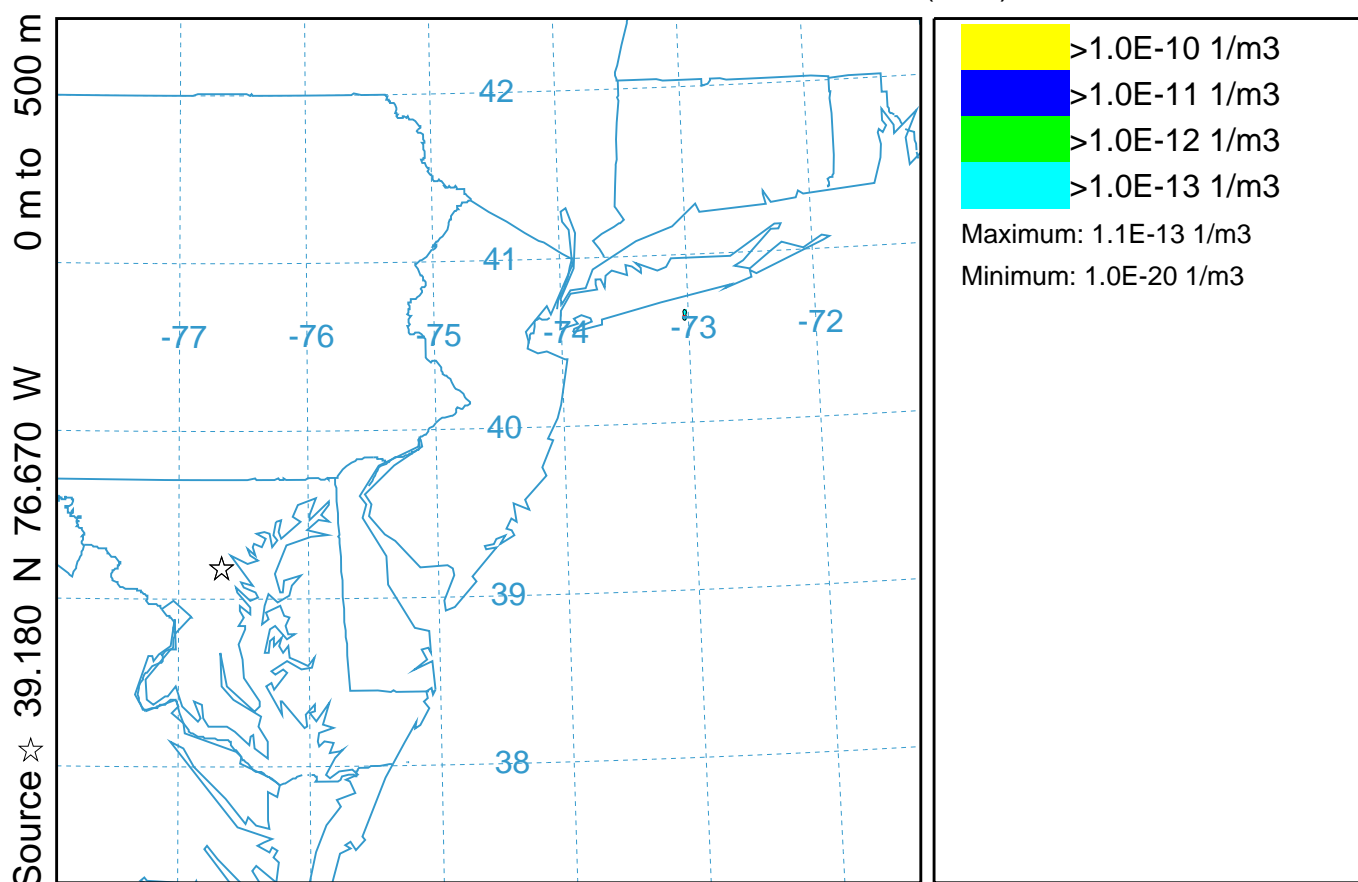 Source ☆ 39.180 N 76.670 W 0 m to 500 m
42
41
-77
-76
-75
-74
-73
-72
40
39
38
>1.0E-10 1/m3
>1.0E-11 1/m3
>1.0E-12 1/m3
>1.0E-13 1/m3
Maximum: 1.1E-13 1/m3
Minimum: 1.0E-20 1/m3